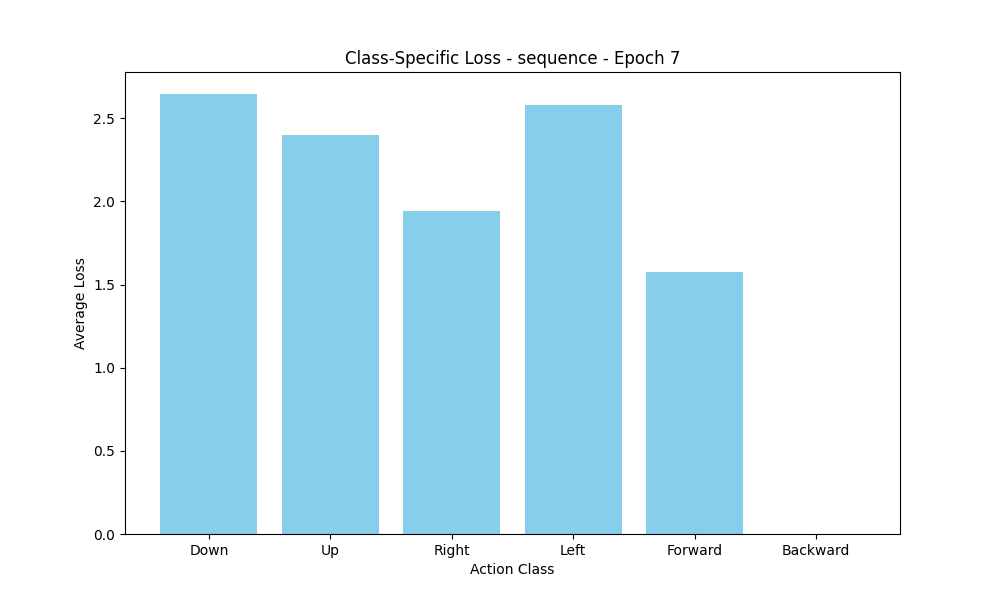 Class-Specific Loss - sequence - Epoch 7
Average Loss
2.5
2.0
1.5
1.0
0.5
0.0
Down Up Right Left Forward Backward
Action Class